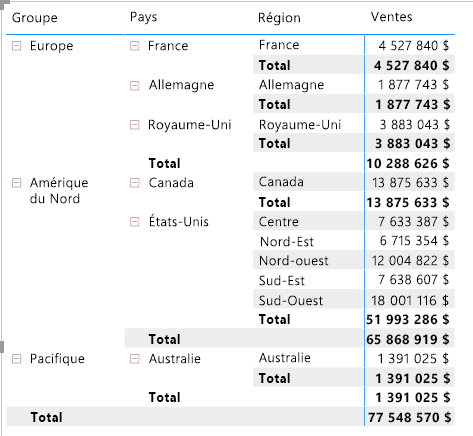 Groupe Pays Région Ventes
Europe France France 4 527 840 $
Total 4 527 840 $
Allemagne Allemagne 1 877 743 $
Total 1 877 743 $
Royaume-Uni Royaume-Uni 3 883 043 $
Total 3 883 043 $
Total 10 288 626 $
Amérique du Nord Canada Canada 13 875 633 $
Total 13 875 633 $
États-Unis Centre 7 633 387 $
Nord-Est 6 715 354 $
Nord-ouest 12 004 822 $
Sud-Est 7 638 607 $
Sud-Ouest 18 001 116 $
Total 51 993 286 $
Total 65 868 919 $
Pacifique Australie Australie 1 391 025 $
Total 1 391 025 $
Total 1 391 025 $
Total 77 548 570 $